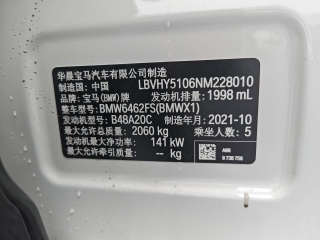 华晨宝马汽车有限公司制造
制造国: 中国 LBVHY5106NM228010
品牌: 宝马(BMW)牌 发动机排量: 1998 mL
整车型号: BMW6462FS(BMWX1)
发动机型号: B48A20C 制造年月: 2021-10
最大允许总质量: 2060 kg 乘坐人数: 5
发动机最大净功率: 141 kW
最大允许牵引质量: -- kg
A96